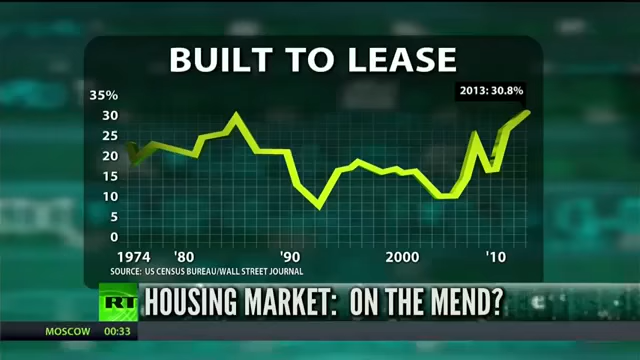 BUILT TO LEASE
2013: 30.8%
35%
30
25
20
15
10
5
0
1974 '80 '90 2000 '10
SOURCE: US CENSUS BUREAU/WALL STREET JOURNAL
RT HOUSING MARKET: ON THE MEND?
MOSCOW 00:33